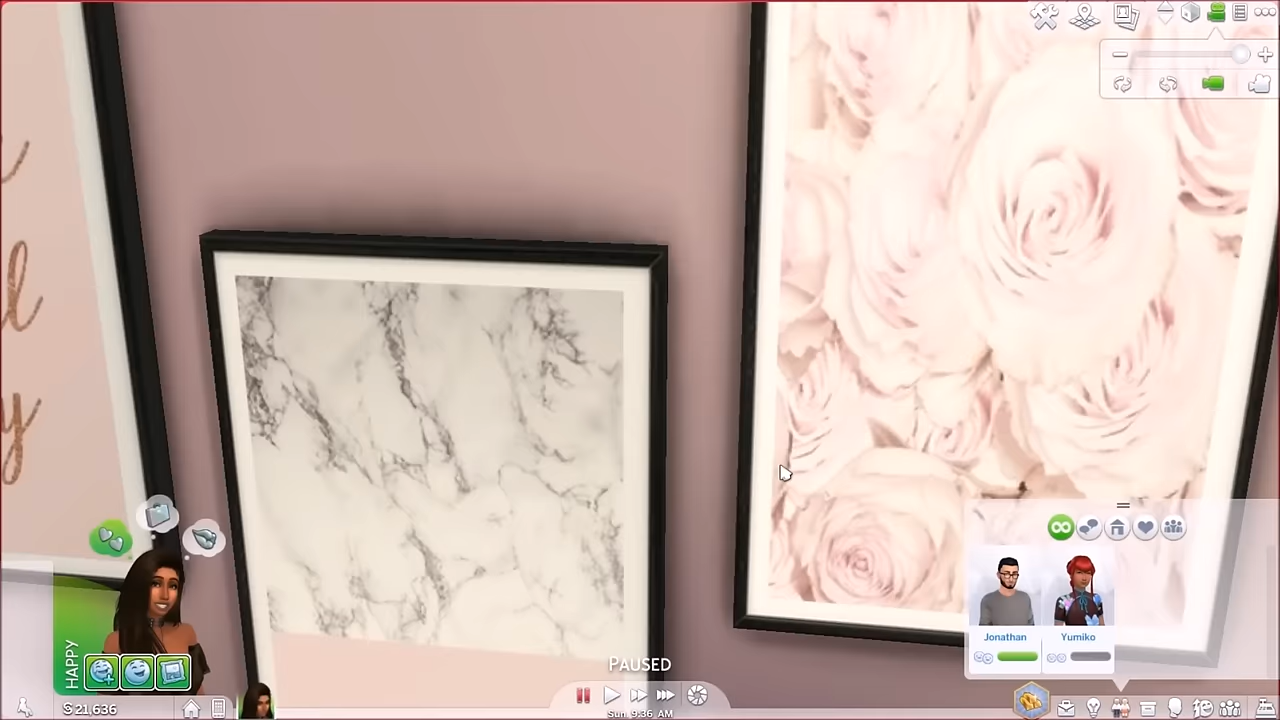 HAPPY
§21,636
PAUSED
Sun. 9:36 AM
Jonathan
Yumiko
l
y